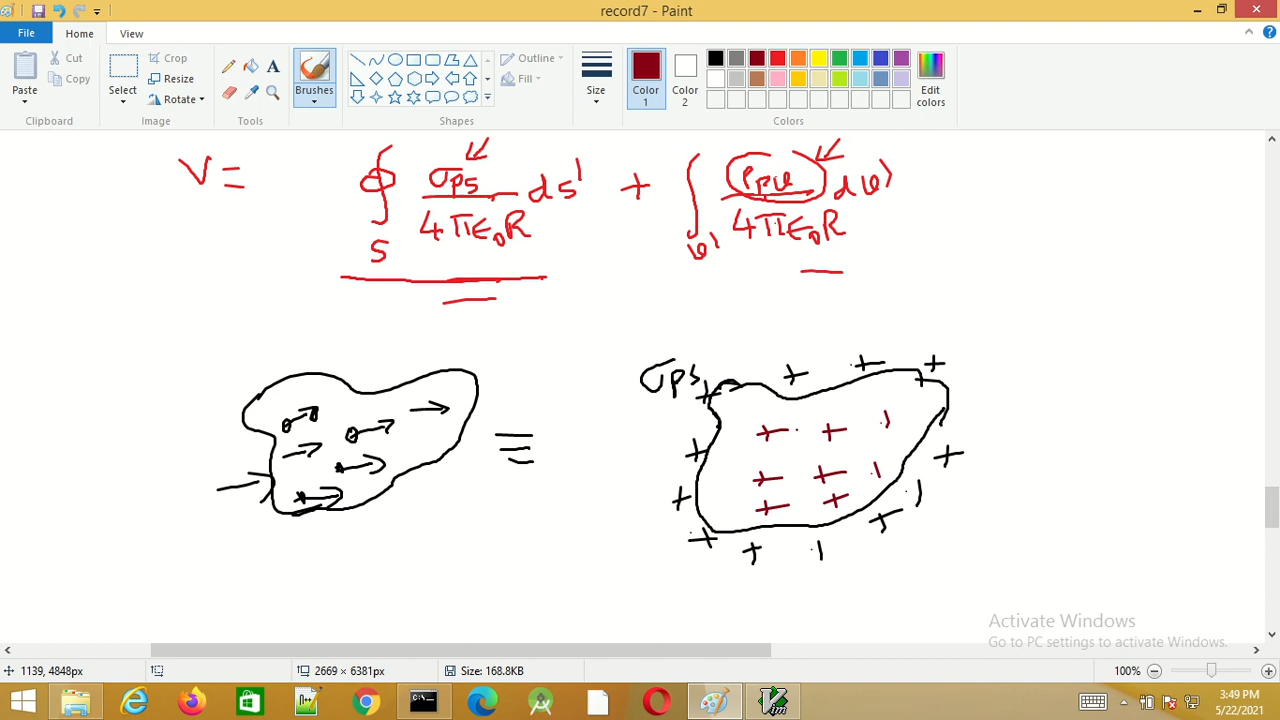 record7 - Paint
File Home View
Paste Cut Copy Select Crop Resize Rotate A Brushes Outline Fill Size Color 1 Color 2 Edit colors
Clipboard Image Tools Shapes Colors
V = ∮ σps ds' + ∫ ρpv dv'
4πε₀R 4πε₀R
S v'
σps
≡
+ + + + + + + + + + + +
Activate Windows
Go to PC settings to activate Windows.
1139, 4848px 2669 × 6381px Size: 168.8KB 100%
3:49 PM
5/22/2021